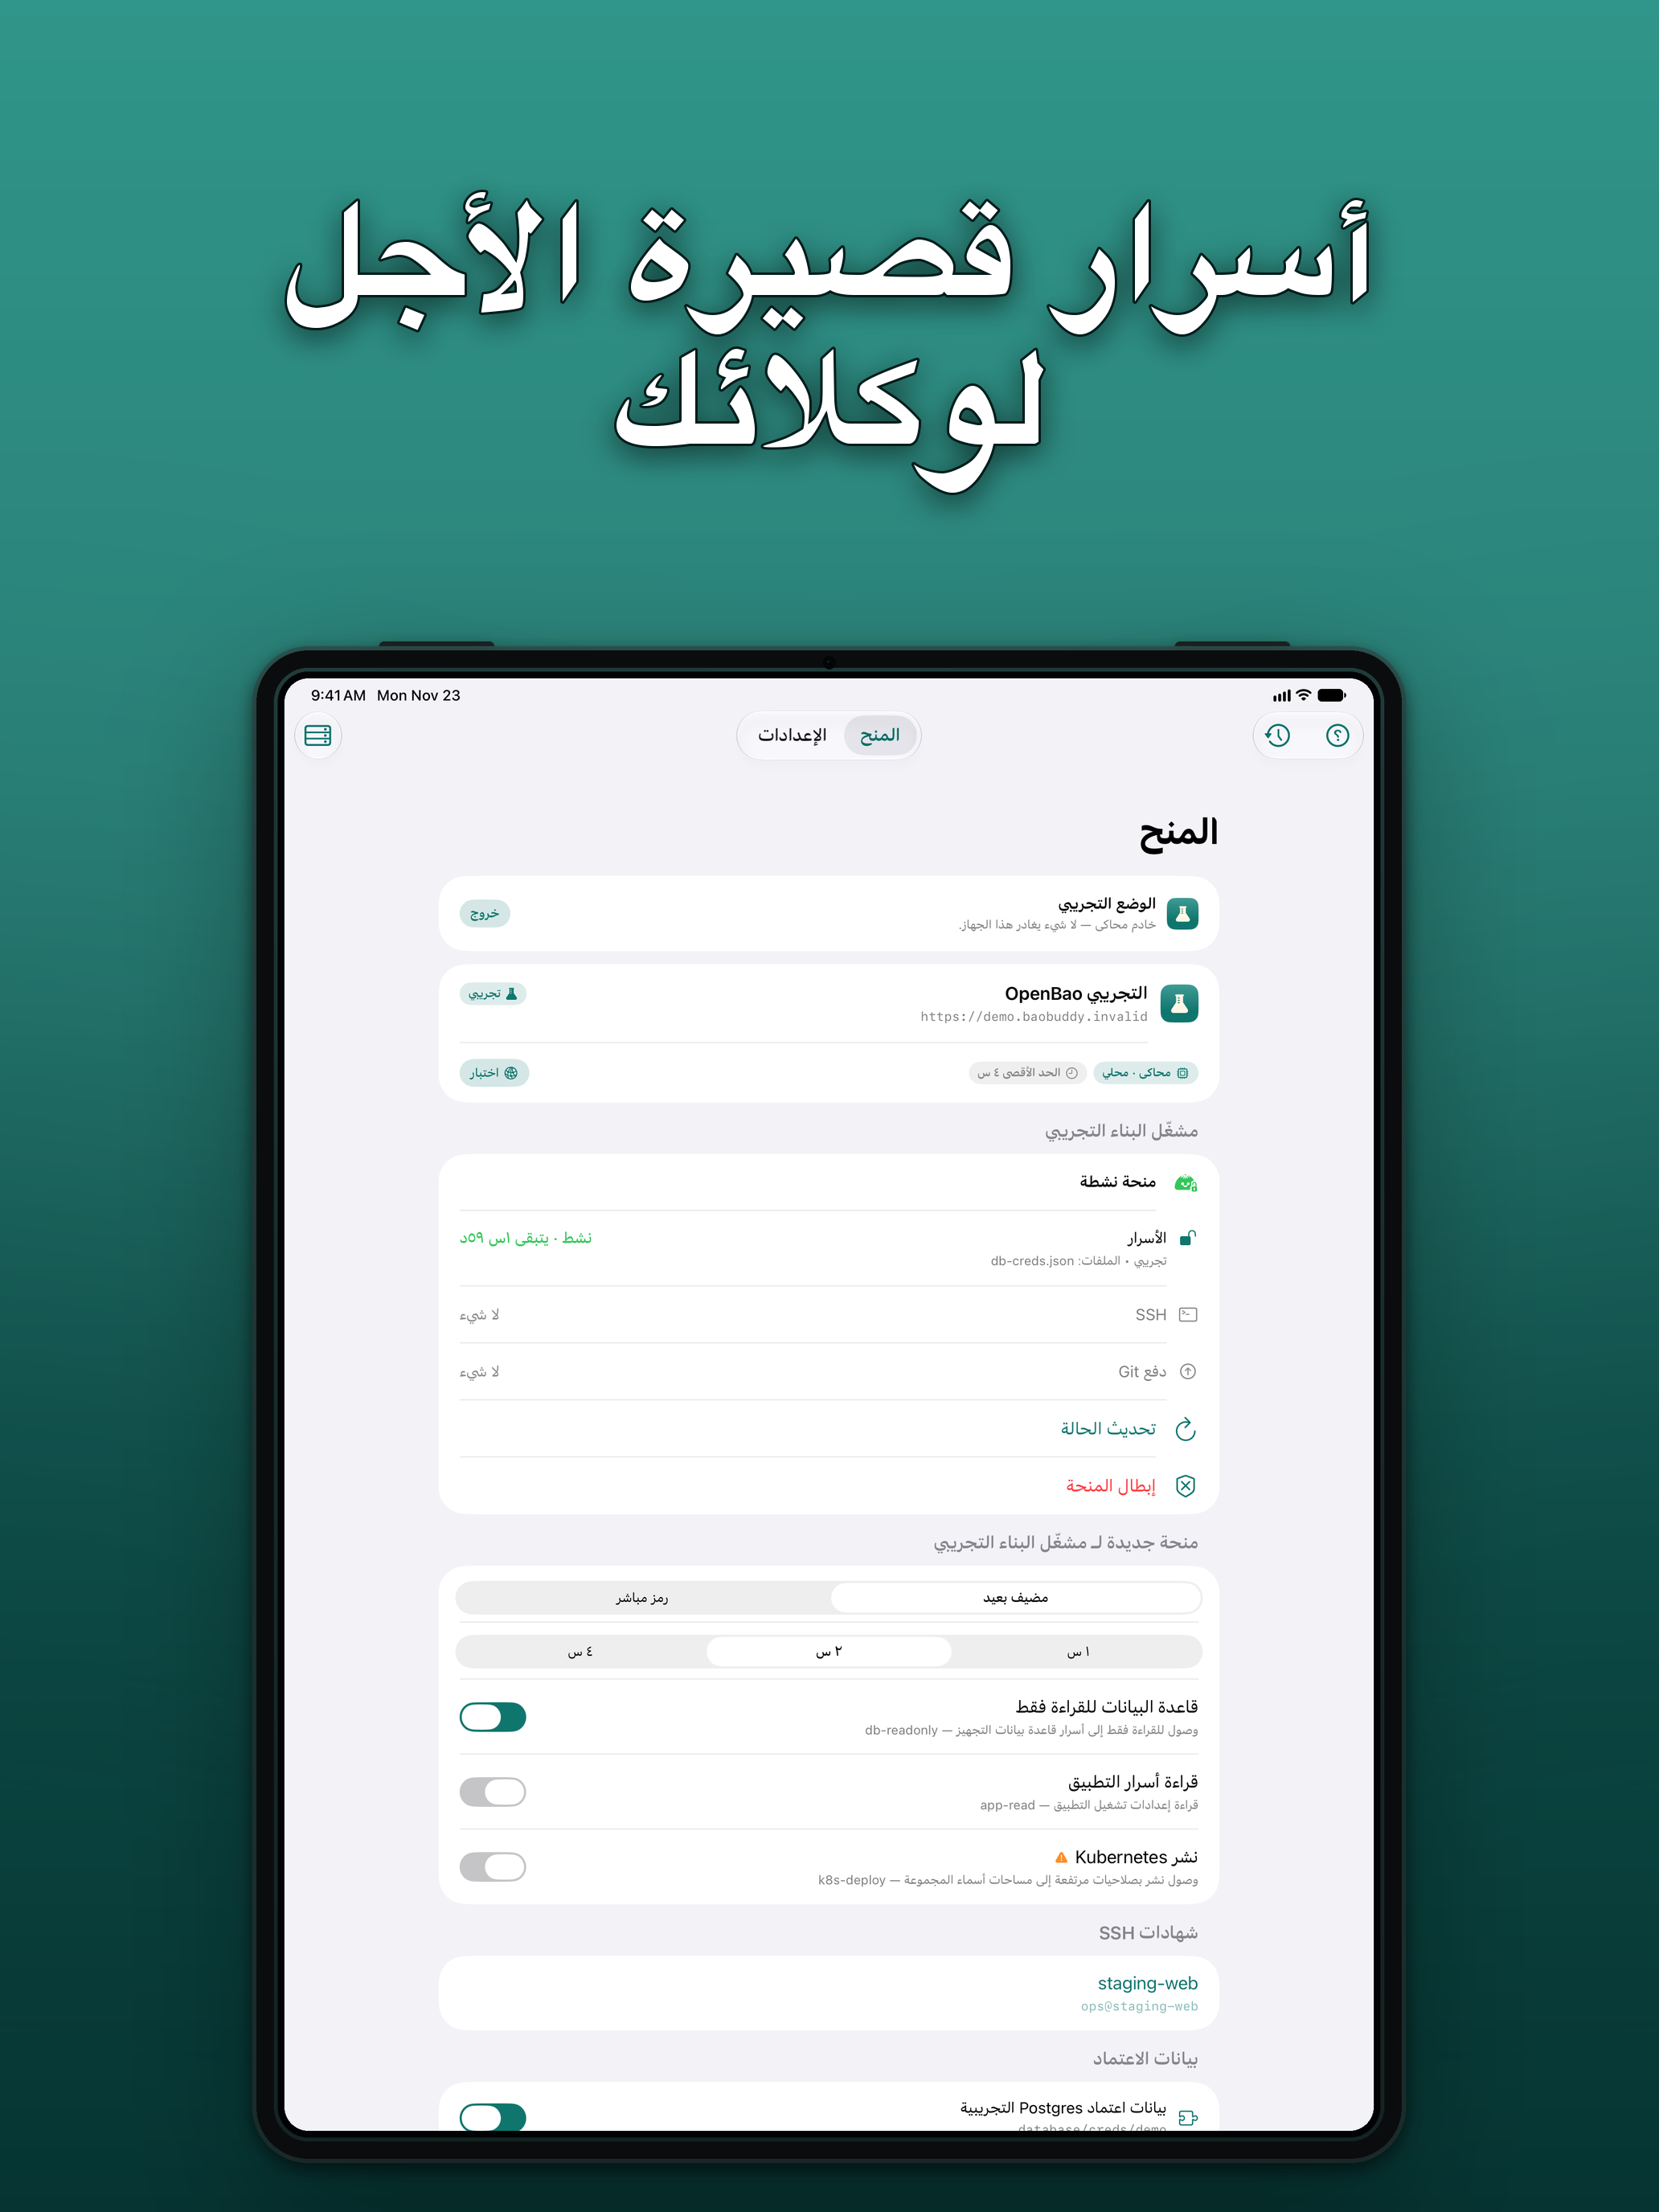 أسرار قصيرة الأجل
لوكلائك
9:41 AM Mon Nov 23
المنح الإعدادات
المنح
الوضع التجريبي
خادم محاكى — لا شيء يغادر هذا الجهاز.
خروج
التجريبي OpenBao
تجريبي
https://demo.baobuddy.invalid
محاكى · محلي
الحد الأقصى ٤ س
اختبار
مشغّل البناء التجريبي
منحة نشطة
الأسرار
نشط · يتبقى ١س ٥٩د
تجريبي • الملفات: db-creds.json
SSH
لا شيء
دفع Git
لا شيء
تحديث الحالة
إبطال المنحة
منحة جديدة لـ مشغّل البناء التجريبي
مضيف بعيد رمز مباشر
١ س ٢ س ٤ س
قاعدة البيانات للقراءة فقط
وصول للقراءة فقط إلى أسرار قاعدة بيانات التجهيز — db-readonly
قراءة أسرار التطبيق
قراءة إعدادات تشغيل التطبيق — app-read
نشر Kubernetes
وصول نشر بصلاحيات مرتفعة إلى مساحات أسماء المجموعة — k8s-deploy
شهادات SSH
staging-web
ops@staging-web
بيانات الاعتماد
بيانات اعتماد Postgres التجريبية
database/creds/demo